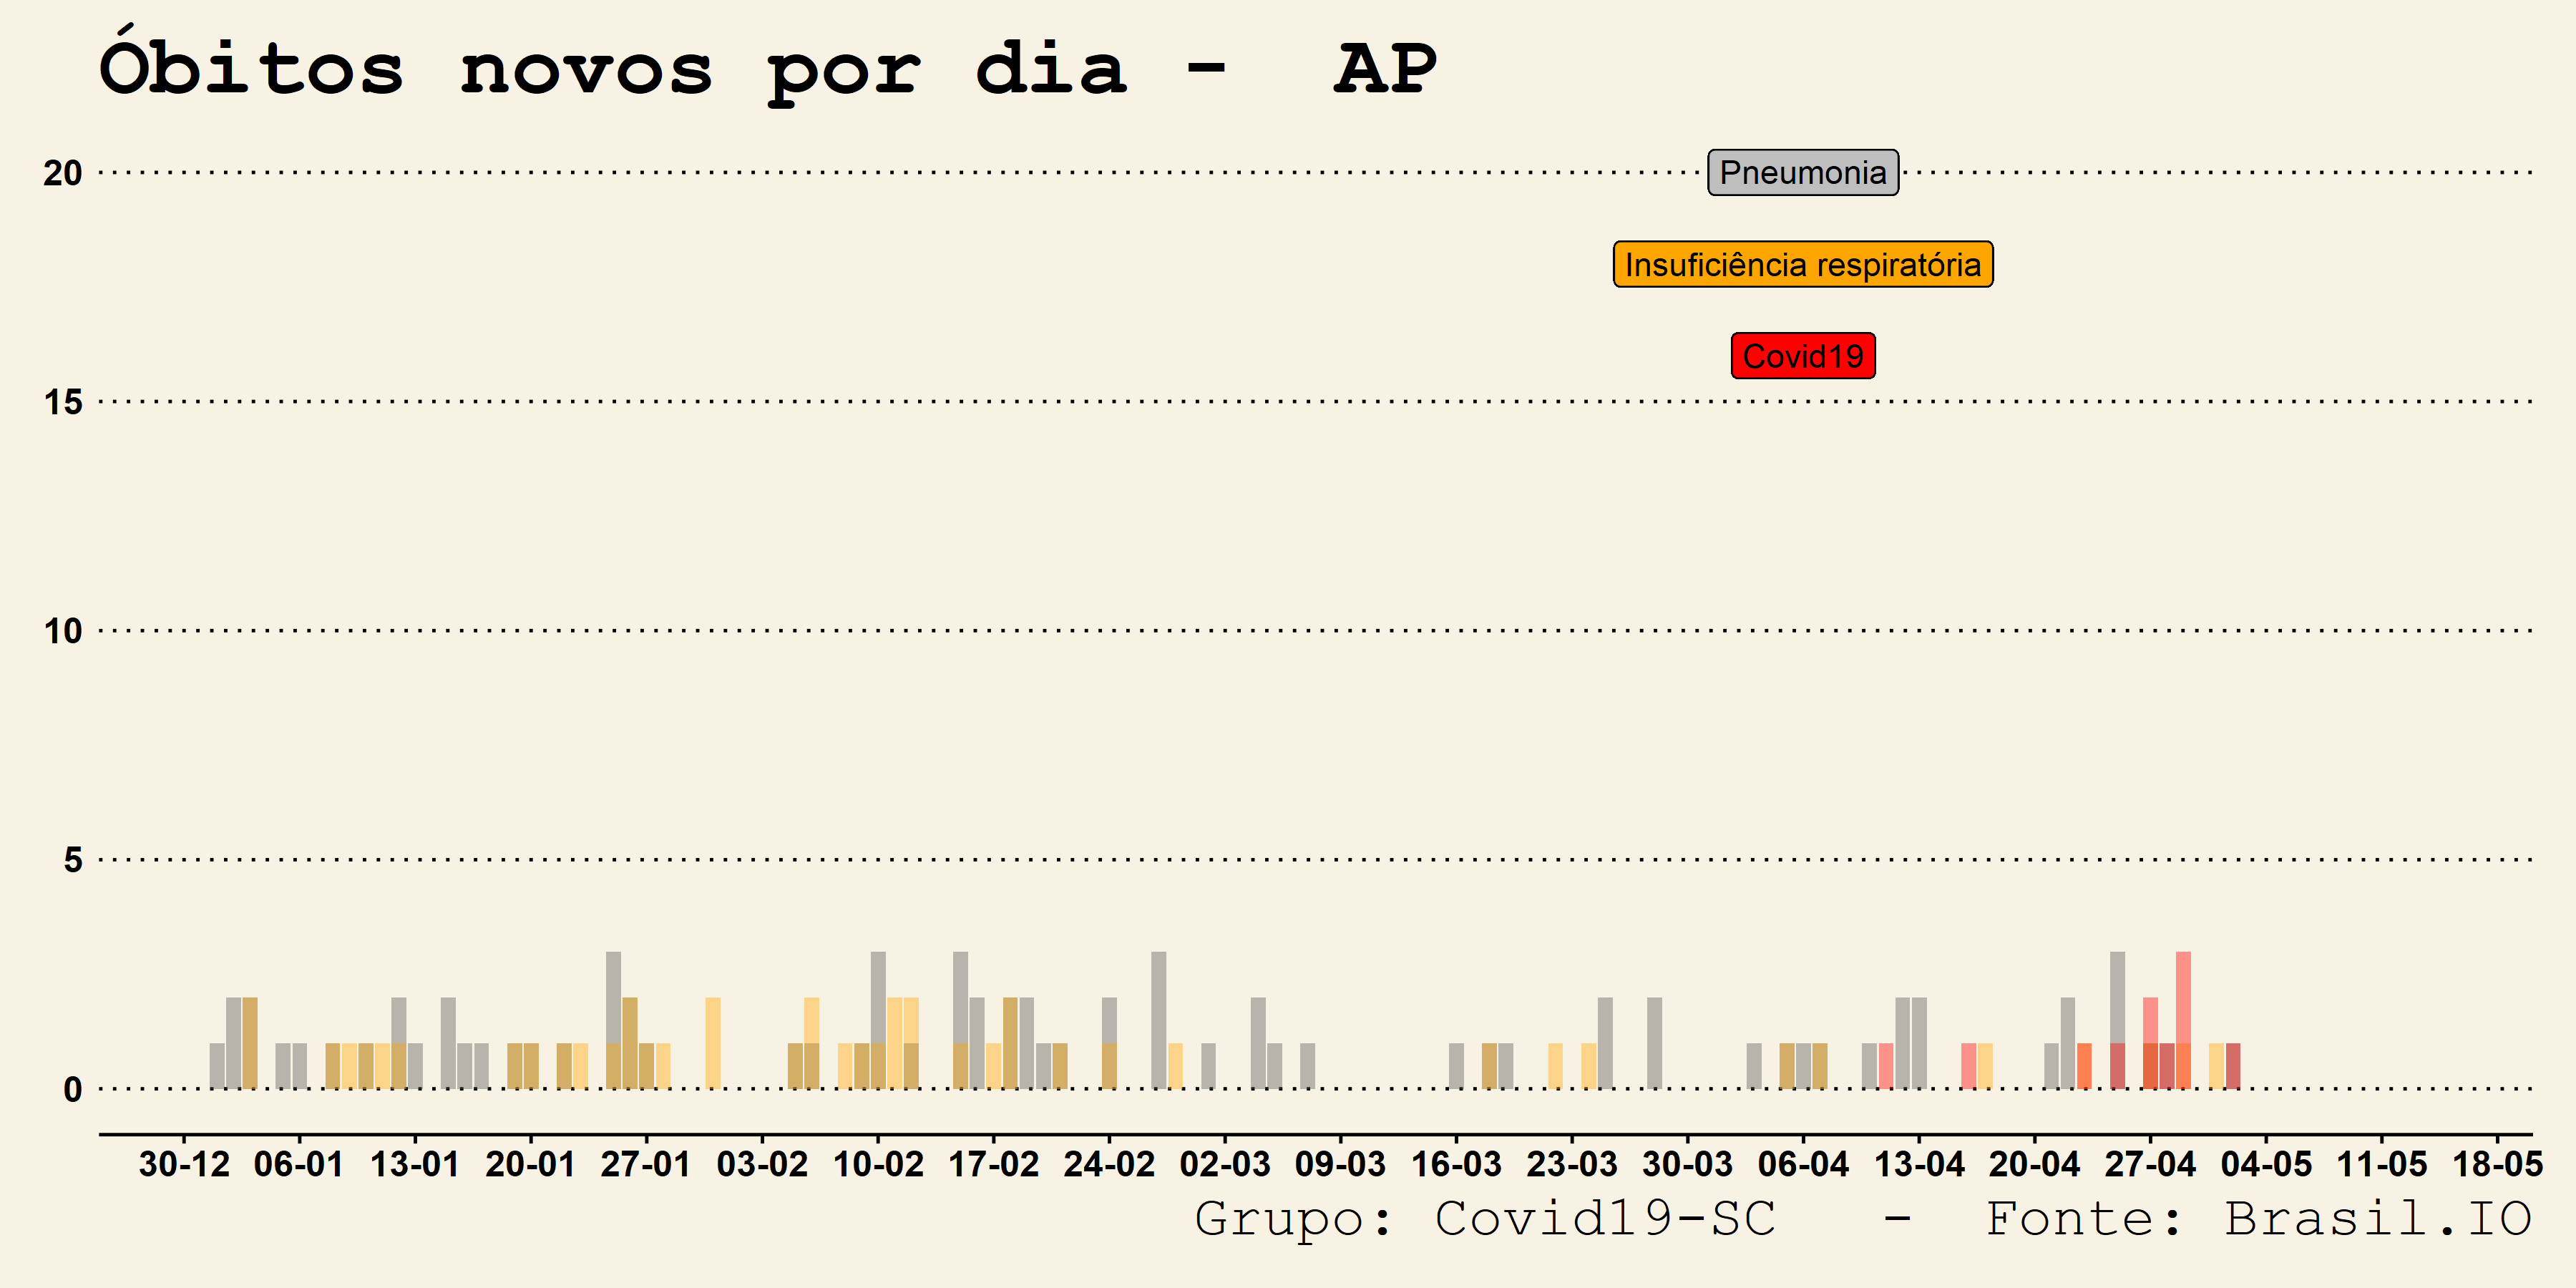 Óbitos novos por dia - AP
20
Pneumonia
Insuficiência respiratória
Covid19
15
10
5
0
30-12 06-01 13-01 20-01 27-01 03-02 10-02 17-02 24-02 02-03 09-03 16-03 23-03 30-03 06-04 13-04 20-04 27-04 04-05 11-05 18-05
Grupo: Covid19-SC - Fonte: Brasil.IO